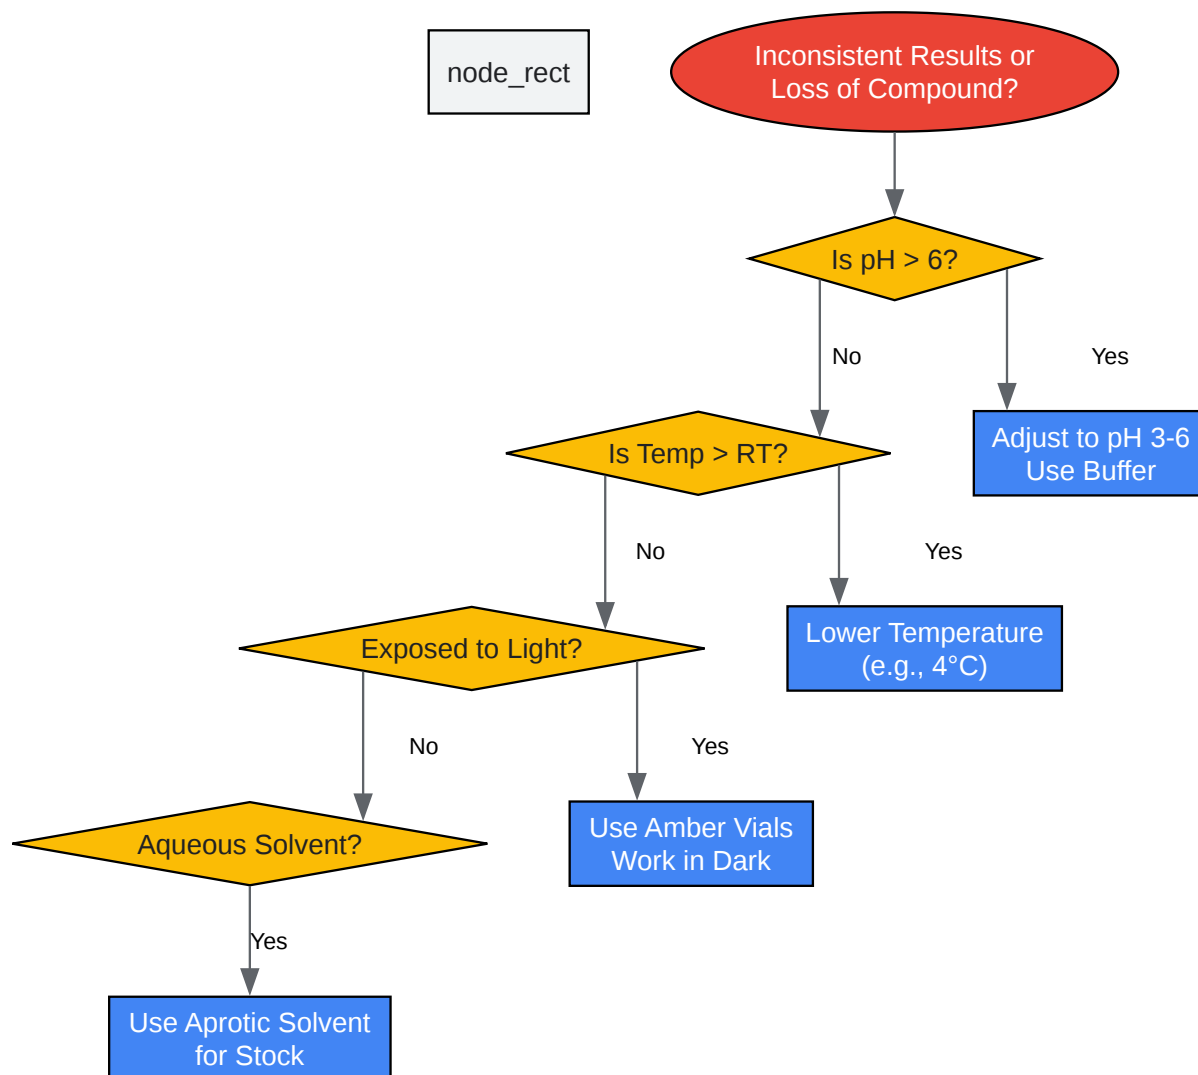 node_rect
Inconsistent Results or
Loss of Compound?
Is pH > 6?
No
Yes
Adjust to pH 3-6
Use Buffer
Is Temp > RT?
No
Yes
Lower Temperature
(e.g., 4°C)
Exposed to Light?
No
Yes
Use Amber Vials
Work in Dark
Aqueous Solvent?
Yes
Use Aprotic Solvent
for Stock